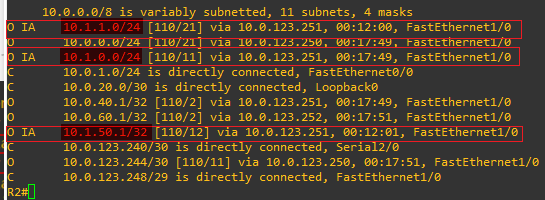 10.0.0.0/8 is variably subnetted, 11 subnets, 4 masks
O IA 10.1.1.0/24 [110/21] via 10.0.123.251, 00:12:00, FastEthernet1/0
O 10.0.0.0/24 [110/21] via 10.0.123.250, 00:17:49, FastEthernet1/0
O IA 10.1.0.0/24 [110/11] via 10.0.123.251, 00:17:49, FastEthernet1/0
C 10.0.1.0/24 is directly connected, FastEthernet0/0
C 10.0.20.0/30 is directly connected, Loopback0
O 10.0.40.1/32 [110/2] via 10.0.123.251, 00:17:49, FastEthernet1/0
O 10.0.60.1/32 [110/2] via 10.0.123.252, 00:17:51, FastEthernet1/0
O IA 10.1.50.1/32 [110/12] via 10.0.123.251, 00:12:01, FastEthernet1/0
C 10.0.123.240/30 is directly connected, Serial2/0
O 10.0.123.244/30 [110/11] via 10.0.123.250, 00:17:51, FastEthernet1/0
C 10.0.123.248/29 is directly connected, FastEthernet1/0
R2#